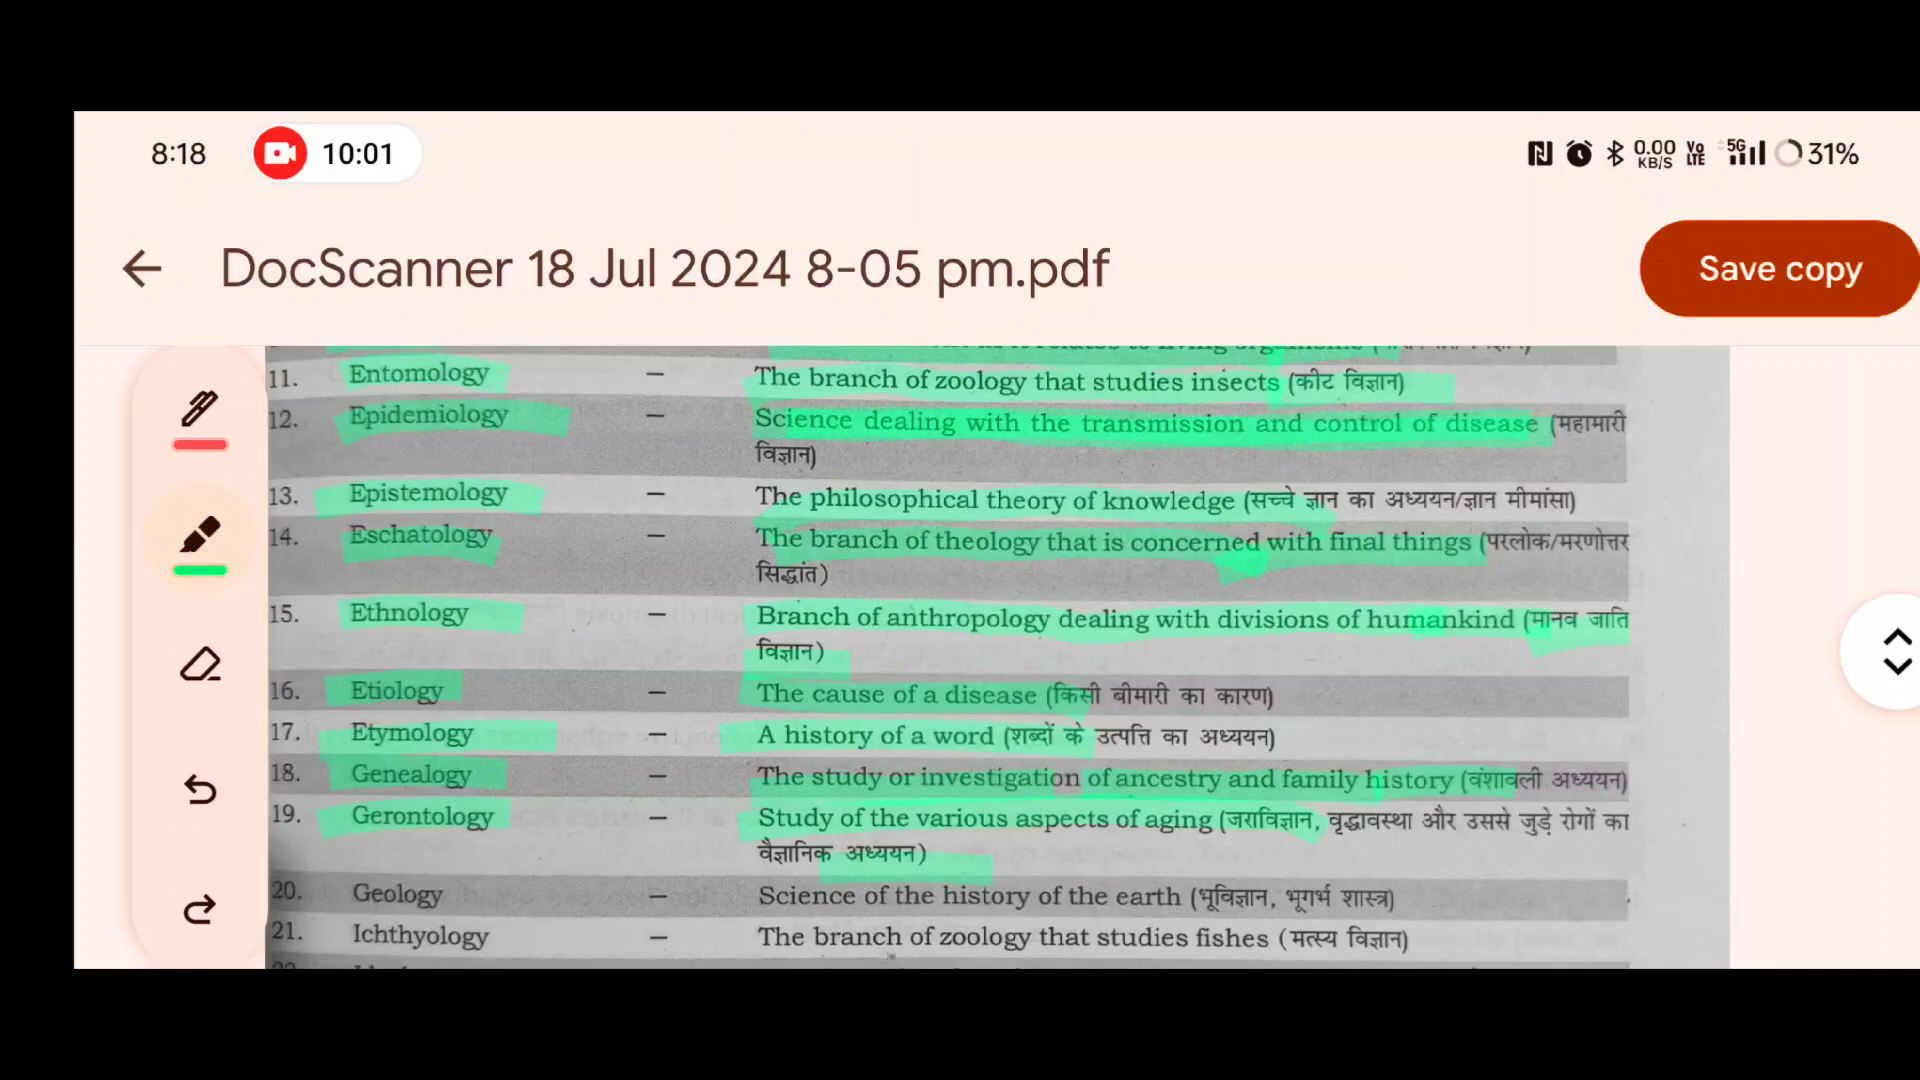 8:18 10:01 0.00 KB/S Vo LTE 5G 31%
DocScanner 18 Jul 2024 8-05 pm.pdf Save copy
11. Entomology – The branch of zoology that studies insects (कीट विज्ञान)
12. Epidemiology – Science dealing with the transmission and control of disease (महामारी
विज्ञान)
13. Epistemology – The philosophical theory of knowledge (सच्चे ज्ञान का अध्ययन/ज्ञान मीमांसा)
14. Eschatology – The branch of theology that is concerned with final things (परलोक/मरणोत्तर
सिद्धांत)
15. Ethnology – Branch of anthropology dealing with divisions of humankind (मानव जाति
विज्ञान)
16. Etiology – The cause of a disease (किसी बीमारी का कारण)
17. Etymology – A history of a word (शब्दों के उत्पत्ति का अध्ययन)
18. Genealogy – The study or investigation of ancestry and family history (वंशावली अध्ययन)
19. Gerontology – Study of the various aspects of aging (जराविज्ञान, वृद्धावस्था और उससे जुड़े रोगों का
वैज्ञानिक अध्ययन)
20. Geology – Science of the history of the earth (भूविज्ञान, भूगर्भ शास्त्र)
21. Ichthyology – The branch of zoology that studies fishes (मत्स्य विज्ञान)